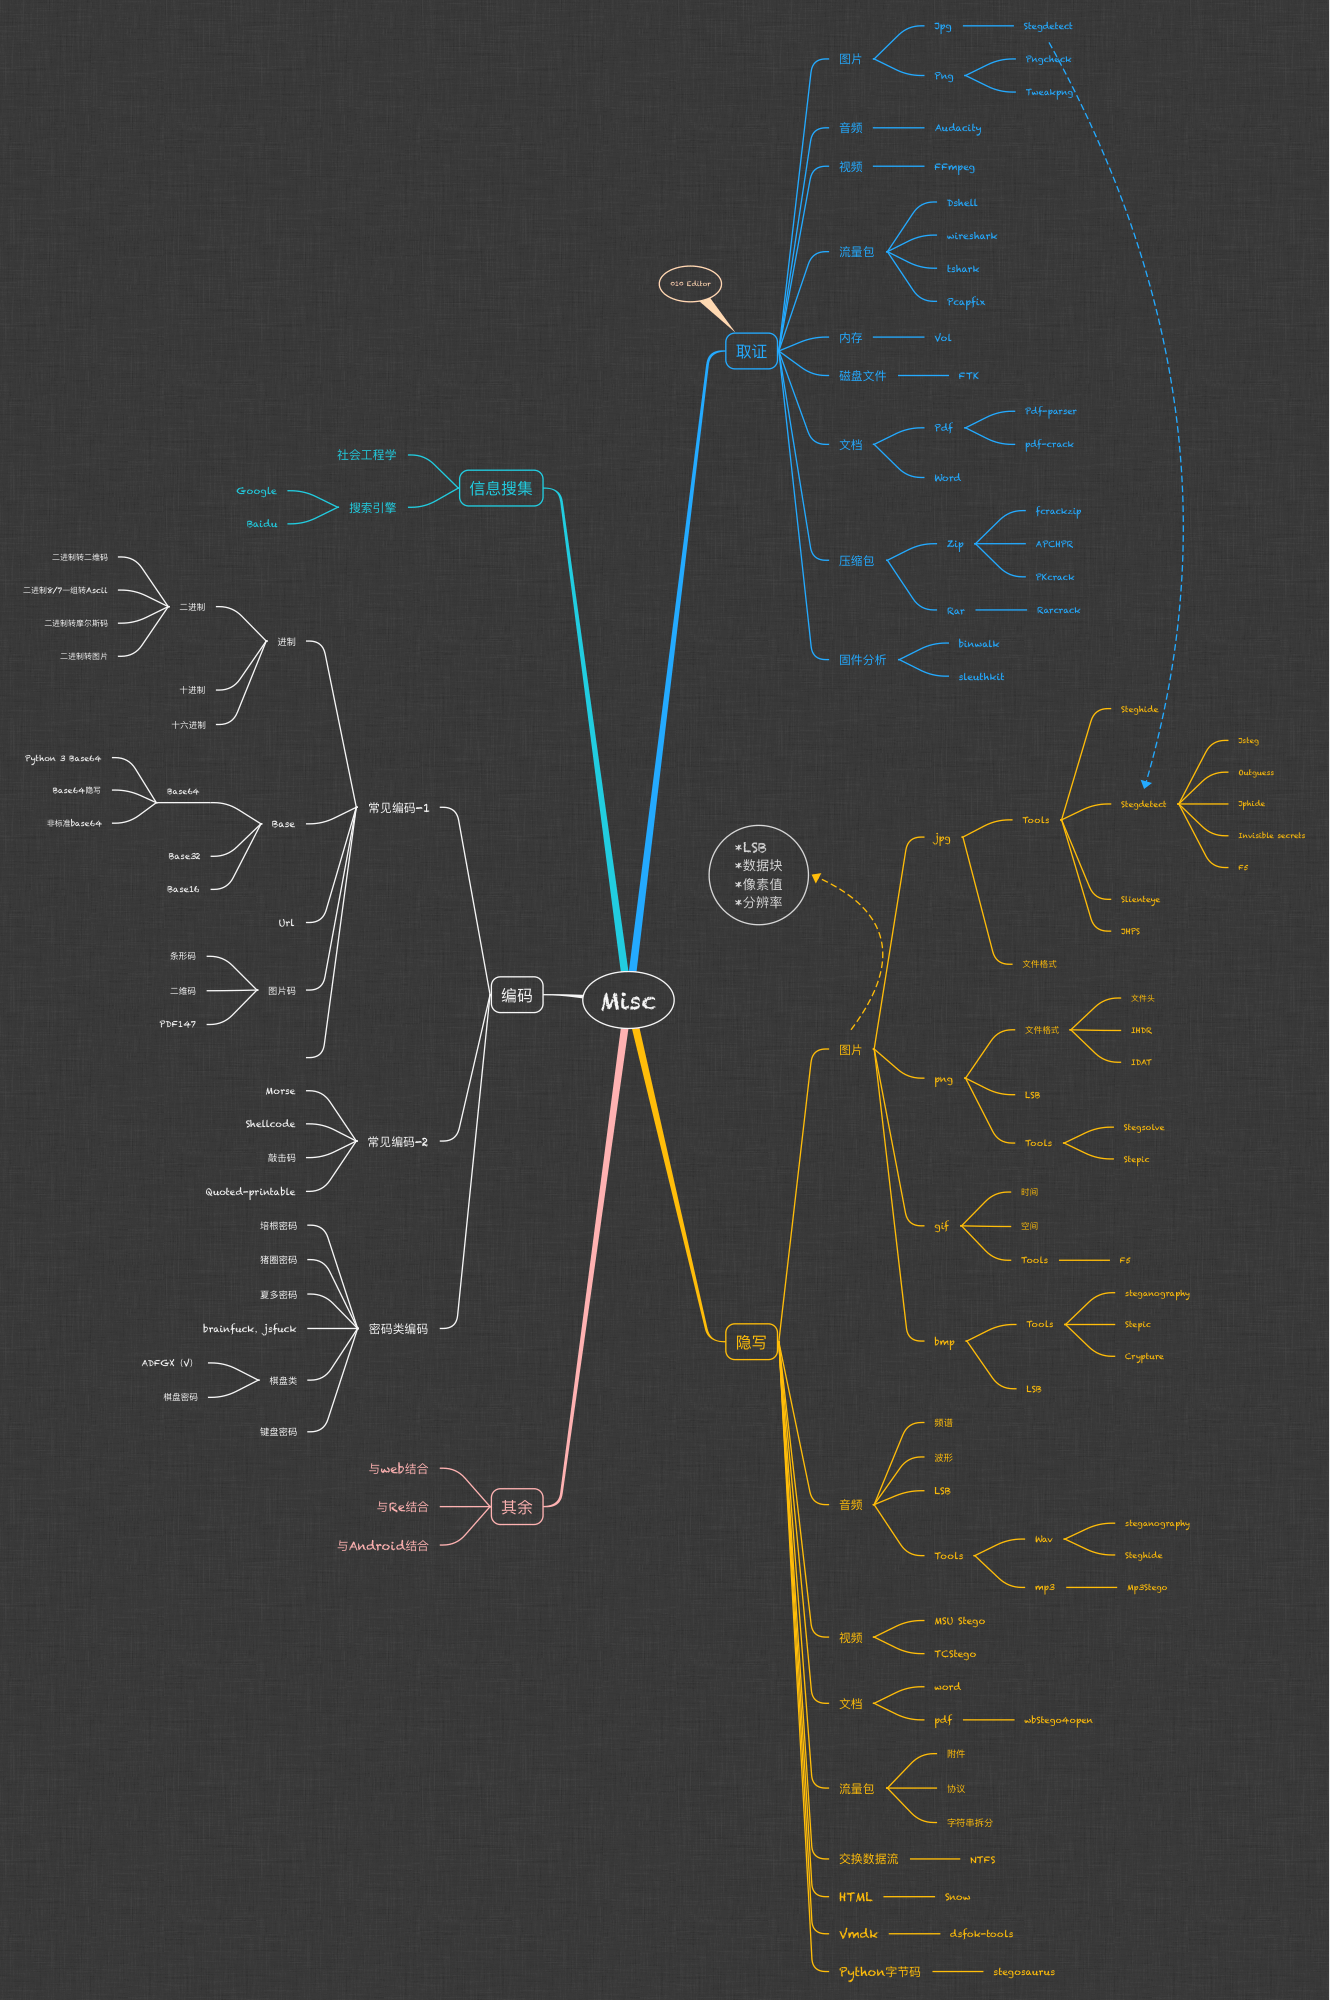 Misc
010 Editor
取证
图片
Jpg
Stegdetect
Png
Pngcheck
Tweakpng
音频
Audacity
视频
FFmpeg
流量包
Dshell
wireshark
tshark
Pcapfix
内存
Vol
磁盘文件
FTK
文档
Pdf
Pdf-parser
pdf-crack
Word
压缩包
Zip
fcrackzip
APCHPR
PKcrack
Rar
Rarcrack
固件分析
binwalk
sleuthkit
信息搜集
社会工程学
搜索引擎
Google
Baidu
编码
常见编码-1
进制
二进制
二进制转二维码
二进制8/7一组转Ascii
二进制转摩尔斯码
二进制转图片
十进制
十六进制
Base
Base64
Python 3 Base64
Base64隐写
非标准base64
Base32
Base16
Url
图片码
条形码
二维码
PDF147
常见编码-2
Morse
Shellcode
敲击码
Quoted-printable
密码类编码
培根密码
猪圈密码
夏多密码
brainfuck, jsfuck
棋盘类
ADFGX (V)
棋盘密码
键盘密码
其余
与web结合
与Re结合
与Android结合
隐写
*LSB
*数据块
*像素值
*分辨率
图片
jpg
Tools
Steghide
Stegdetect
Jsteg
Outguess
Jphide
Invisible secrets
F5
Slienteye
JHPS
文件格式
png
文件格式
文件头
IHDR
IDAT
LSB
Tools
Stegsolve
Stepic
gif
时间
空间
Tools
F5
bmp
Tools
steganography
Stepic
Crypture
LSB
音频
频谱
波形
LSB
Tools
Wav
steganography
Steghide
mp3
Mp3Stego
视频
MSU Stego
TCStego
文档
word
pdf
wbStego4open
流量包
附件
协议
字符串拆分
交换数据流
NTFS
HTML
Snow
Vmdk
dsfok-tools
Python字节码
stegosaurus